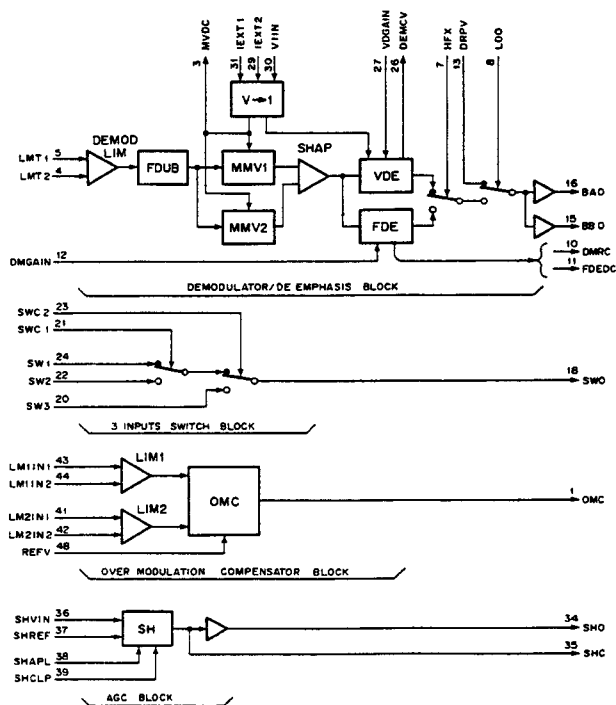 MVDC
IEXT1
IEXT2
VIIN
VDGAIN
DEMCV
HFX
DRPV
LOO
3
31
29
30
27
26
7
13
8
V→1
DEMOD
LIM
SHAP
LMT1 5
LMT2 4
FDUB
MMV1
VDE
MMV2
FDE
16 BAO
15 BBO
10 DMRC
11 FDEDC
DMGAIN 12
DEMODULATOR/DE EMPHASIS BLOCK
SWC2 23
SWC1 21
SW1 24
SW2 22
SW3 20
18 SWO
3 INPUTS SWITCH BLOCK
LM1IN1 43
LM1IN2 44
LIM1
LM2IN1 41
LM2IN2 42
LIM2
REFV 48
OMC
1 OMC
OVER MODULATION COMPENSATOR BLOCK
SHVIN 36
SHREF 37
SHAPL 38
SHCLP 39
SH
34 SHO
35 SHC
AGC BLOCK